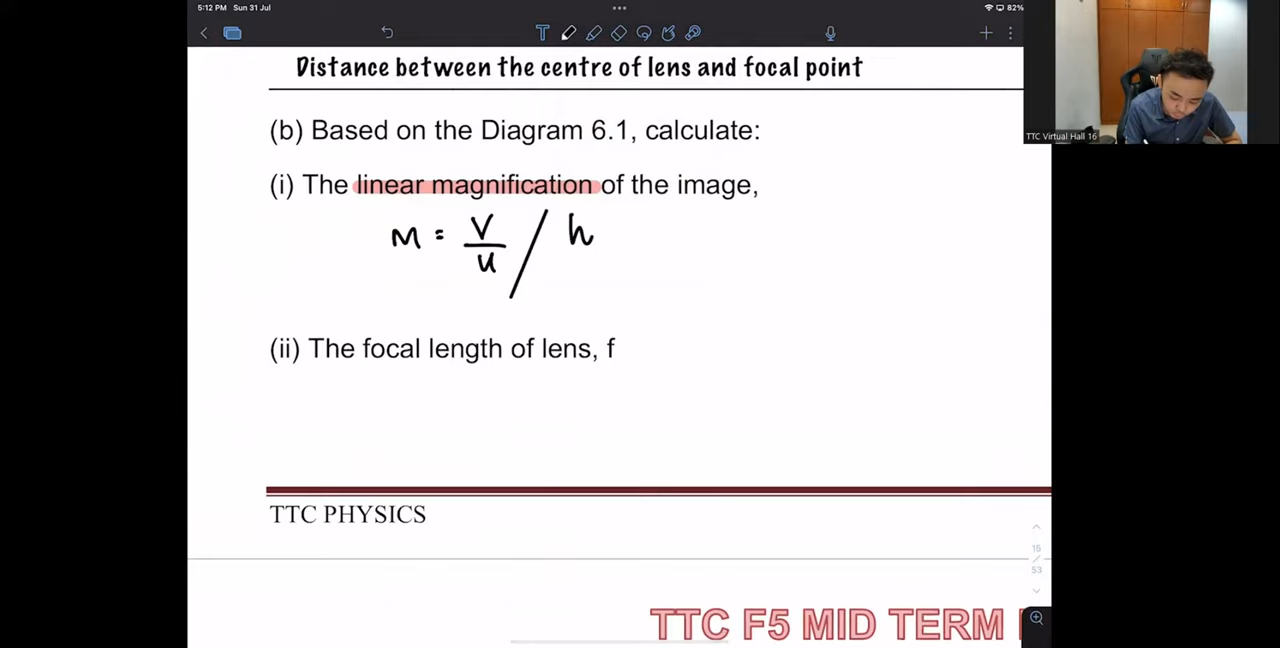 5:12 PM Sun 31 Jul
82%
Distance between the centre of lens and focal point
TTC Virtual Hall 16
(b) Based on the Diagram 6.1, calculate:
(i) The linear magnification of the image,
M = v/u / h
(ii) The focal length of lens, f
TTC PHYSICS
15
53
TTC F5 MID TERM